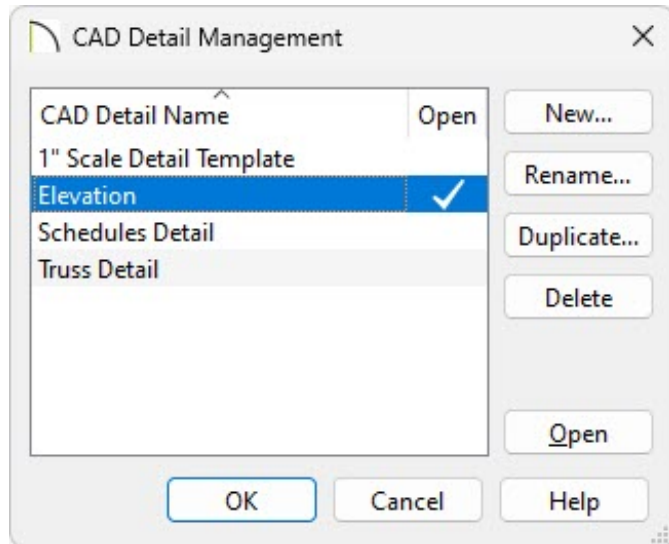 CAD Detail Management
CAD Detail Name Open
1" Scale Detail Template
Elevation
Schedules Detail
Truss Detail
New...
Rename...
Duplicate...
Delete
Open
OK Cancel Help